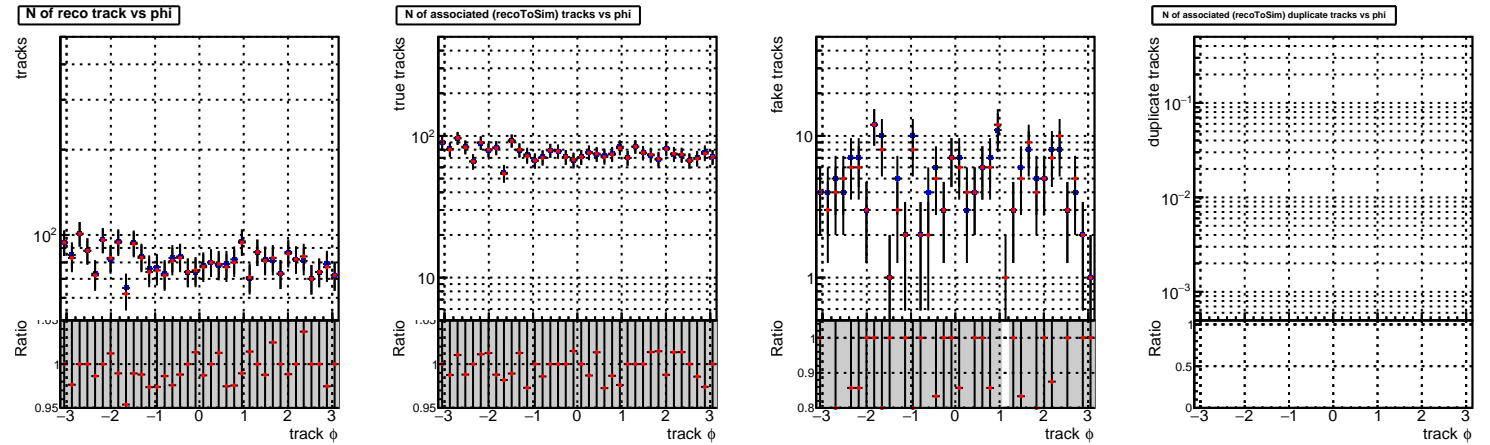 N of reco track vs phi
tracks
10²
Ratio
1.05
1
0.95
−3 −2 −1 0 1 2 3
track ϕ
N of associated (recoToSim) tracks vs phi
true tracks
10²
10
Ratio
1.05
1
0.95
−3 −2 −1 0 1 2 3
track ϕ
fake tracks
10
1
Ratio
1
0.9
0.8
−3 −2 −1 0 1 2 3
track ϕ
N of associated (recoToSim) duplicate tracks vs phi
duplicate tracks
10⁻¹
10⁻²
10⁻³
Ratio
1
0.5
0
−3 −2 −1 0 1 2 3
track ϕ